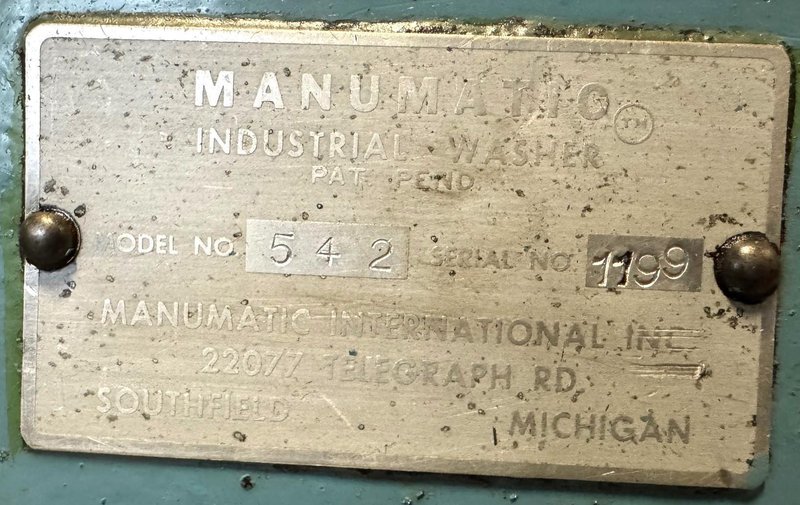 MANUMATIC TM
INDUSTRIAL WASHER
PAT PEND
MODEL NO 542 SERIAL NO 1199
MANUMATIC INTERNATIONAL INC
22077 TELEGRAPH RD
SOUTHFIELD MICHIGAN